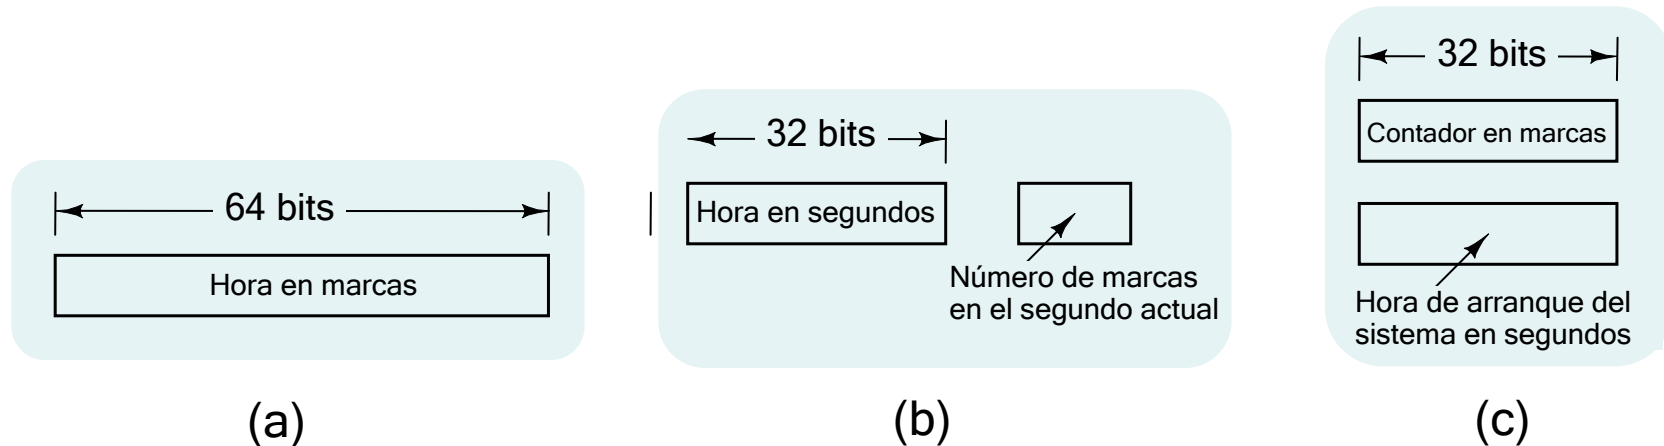 64 bits
Hora en marcas
(a)
32 bits
Hora en segundos
Número de marcas
en el segundo actual
(b)
32 bits
Contador en marcas
Hora de arranque del
sistema en segundos
(c)